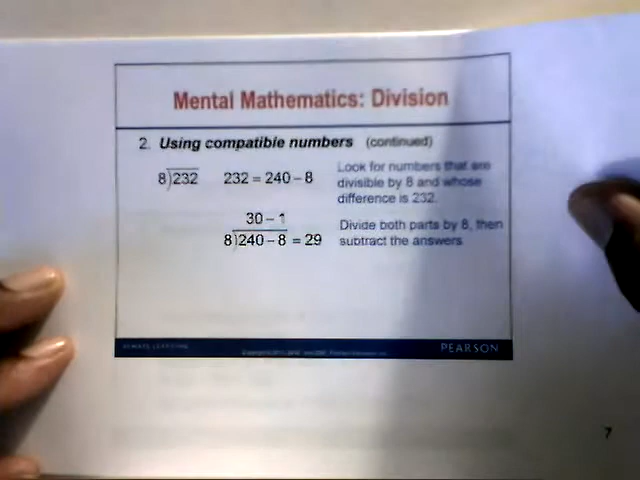 Mental Mathematics: Division
2. Using compatible numbers (continued)
8)232 232 = 240 – 8
Look for numbers that are
divisible by 8 and whose
difference is 232.
30 – 1
8)240 – 8 = 29
Divide both parts by 8, then
subtract the answers
ALWAYS LEARNING
PEARSON
7